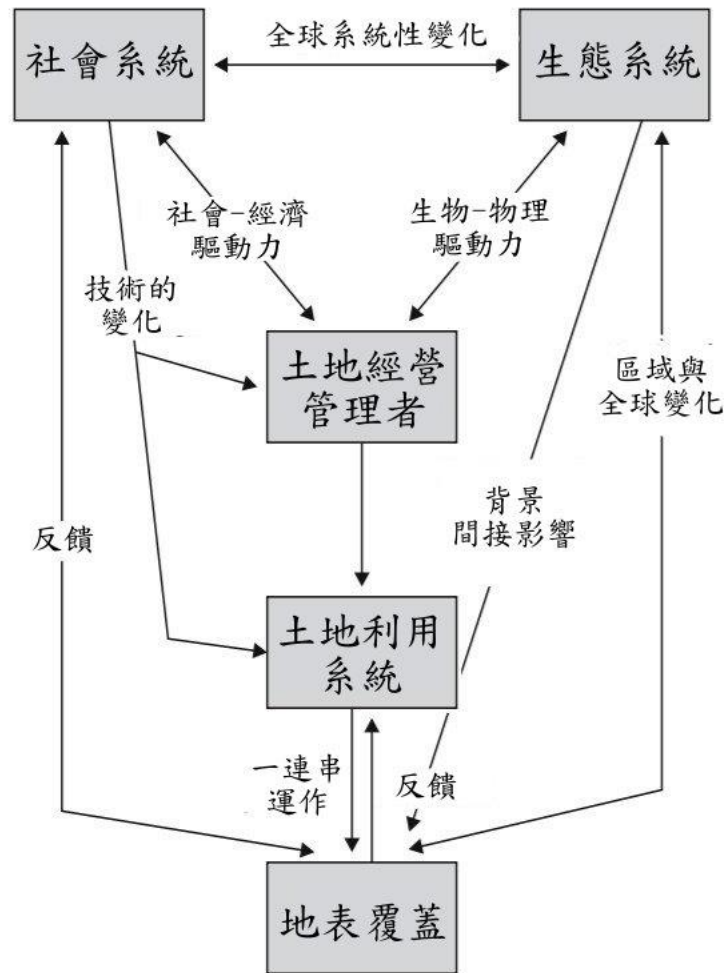 全球系統性變化
社會系統
生態系統
社會-經濟
驅動力
生物-物理
驅動力
技術的
變化
土地經營
管理者
區域與
全球變化
背景
間接影響
反饋
土地利用
系統
一連串
運作
反饋
地表覆蓋